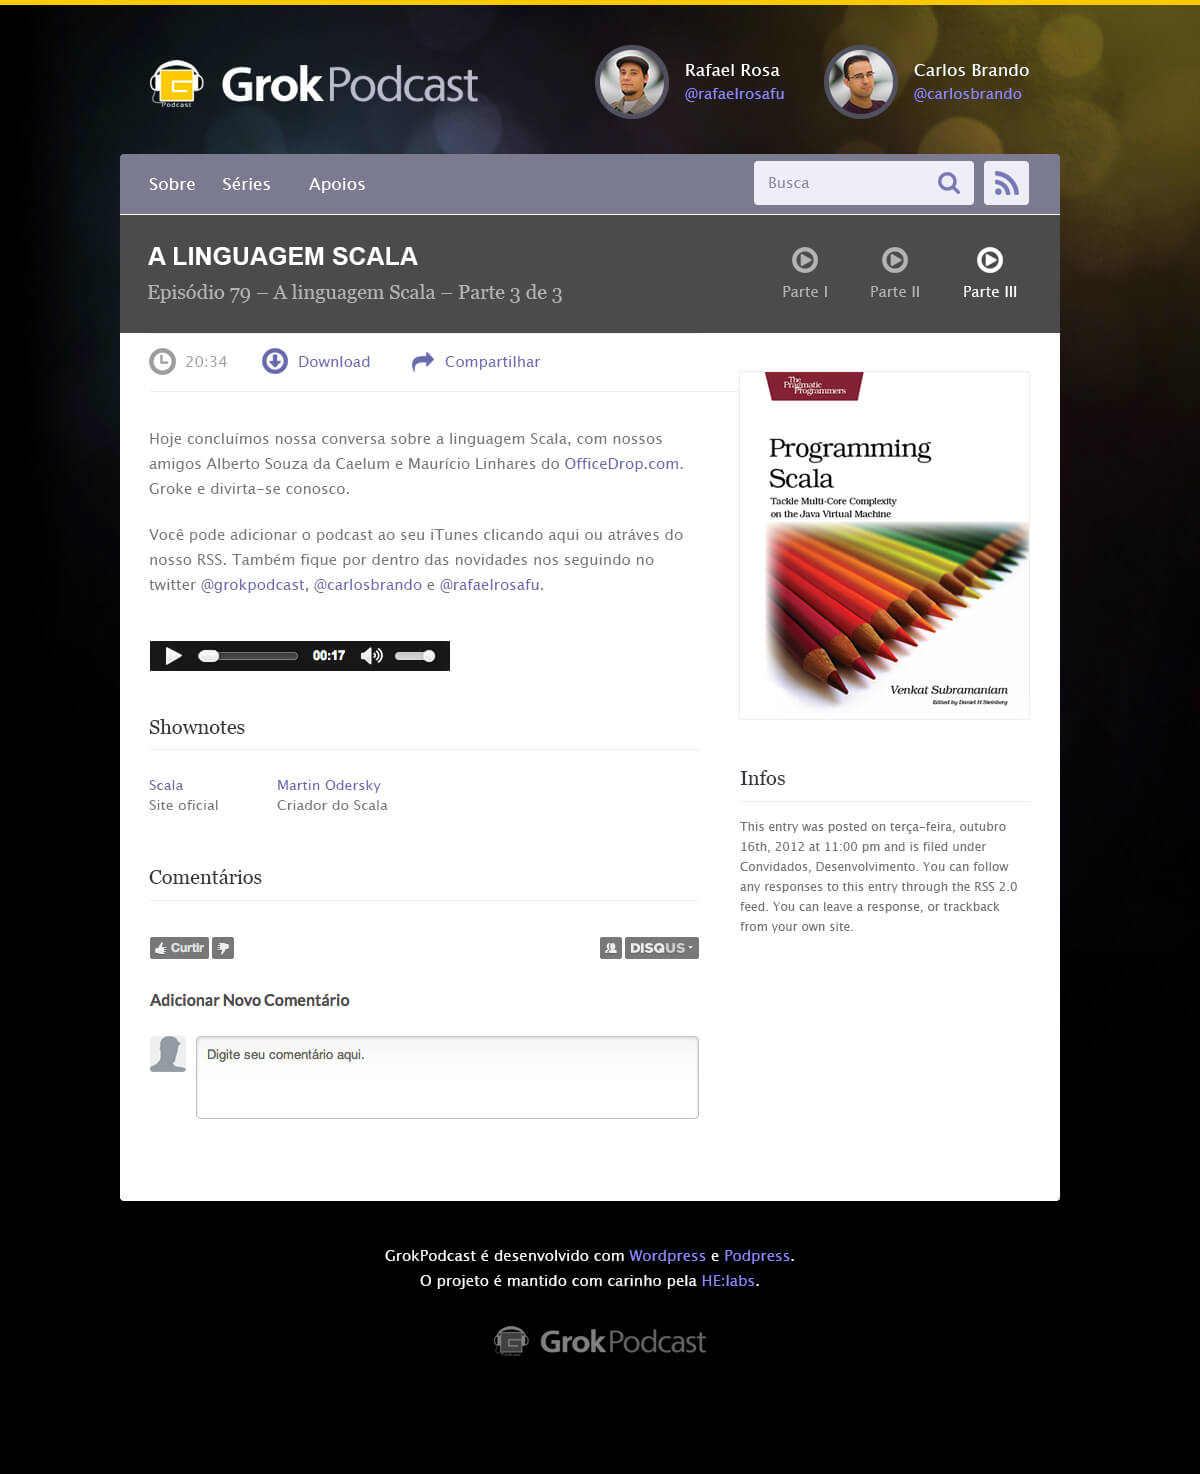 Podcast
GrokPodcast
Rafael Rosa
@rafaelrosafu
Carlos Brando
@carlosbrando
Sobre
Séries
Apoios
Busca
A LINGUAGEM SCALA
Episódio 79 – A linguagem Scala – Parte 3 de 3
Parte I
Parte II
Parte III
20:34
Download
Compartilhar
Hoje concluímos nossa conversa sobre a linguagem Scala, com nossos
amigos Alberto Souza da Caelum e Maurício Linhares do OfficeDrop.com.
Groke e divirta-se conosco.
Você pode adicionar o podcast ao seu iTunes clicando aqui ou atráves do
nosso RSS. Também fique por dentro das novidades nos seguindo no
twitter @grokpodcast, @carlosbrando e @rafaelrosafu.
00:17
The
Pragmatic
Programmers
Programming
Scala
Tackle Multi-Core Complexity
on the Java Virtual Machine
Venkat Subramaniam
Edited by Daniel H Steinberg
Shownotes
Scala
Site oficial
Martin Odersky
Criador do Scala
Infos
This entry was posted on terça-feira, outubro
16th, 2012 at 11:00 pm and is filed under
Convidados, Desenvolvimento. You can follow
any responses to this entry through the RSS 2.0
feed. You can leave a response, or trackback
from your own site.
Comentários
Curtir
DISQUS
Adicionar Novo Comentário
Digite seu comentário aqui.
GrokPodcast é desenvolvido com Wordpress e Podpress.
O projeto é mantido com carinho pela HE:labs.
GrokPodcast